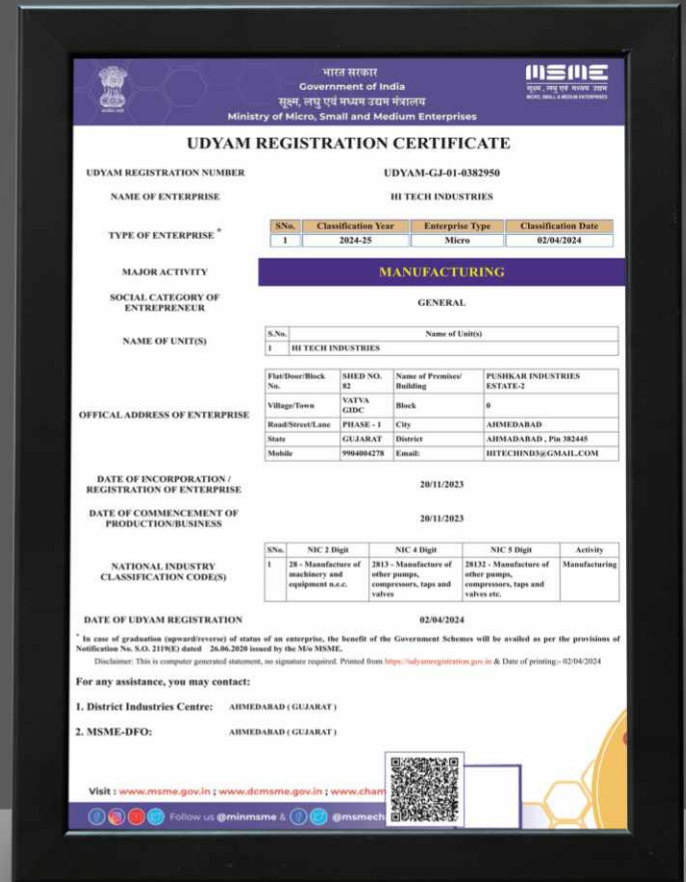 भारत सरकार
Government of India
सूक्ष्म, लघु एवं मध्यम उद्यम मंत्रालय
Ministry of Micro, Small and Medium Enterprises
MSME
सूक्ष्म, लघु एवं मध्यम उद्यम
MICRO, SMALL & MEDIUM ENTERPRISES
UDYAM REGISTRATION CERTIFICATE
UDYAM REGISTRATION NUMBER UDYAM-GJ-01-0382950
NAME OF ENTERPRISE HI TECH INDUSTRIES
TYPE OF ENTERPRISE *
SNo. Classification Year Enterprise Type Classification Date
1 2024-25 Micro 02/04/2024
MAJOR ACTIVITY MANUFACTURING
SOCIAL CATEGORY OF
ENTREPRENEUR
GENERAL
NAME OF UNIT(S)
S.No. Name of Unit(s)
1 HI TECH INDUSTRIES
OFFICAL ADDRESS OF ENTERPRISE
Flat/Door/Block No. SHED NO. 82 Name of Premises/ Building PUSHKAR INDUSTRIES ESTATE-2
Village/Town VATVA GIDC Block 0
Road/Street/Lane PHASE - 1 City AHMEDABAD
State GUJARAT District AHMADABAD , Pin 382445
Mobile 9904004278 Email: HITECHIND3@GMAIL.COM
DATE OF INCORPORATION /
REGISTRATION OF ENTERPRISE
20/11/2023
DATE OF COMMENCEMENT OF
PRODUCTION/BUSINESS
20/11/2023
NATIONAL INDUSTRY
CLASSIFICATION CODE(S)
SNo. NIC 2 Digit NIC 4 Digit NIC 5 Digit Activity
1 28 - Manufacture of machinery and equipment n.e.c. 2813 - Manufacture of other pumps, compressors, taps and valves 28132 - Manufacture of other pumps, compressors, taps and valves etc. Manufacturing
DATE OF UDYAM REGISTRATION 02/04/2024
* In case of graduation (upward/reverse) of status of an enterprise, the benefit of the Government Schemes will be availed as per the provisions of
Notification No. S.O. 2119(E) dated 26.06.2020 issued by the M/o MSME.
Disclaimer: This is computer generated statement, no signature required. Printed from https://udyamregistration.gov.in & Date of printing:- 02/04/2024
For any assistance, you may contact:
1. District Industries Centre: AHMEDABAD ( GUJARAT )
2. MSME-DFO: AHMEDABAD ( GUJARAT )
Visit : www.msme.gov.in ; www.dcmsme.gov.in ; www.cham
Follow us @minmsme & @msmech